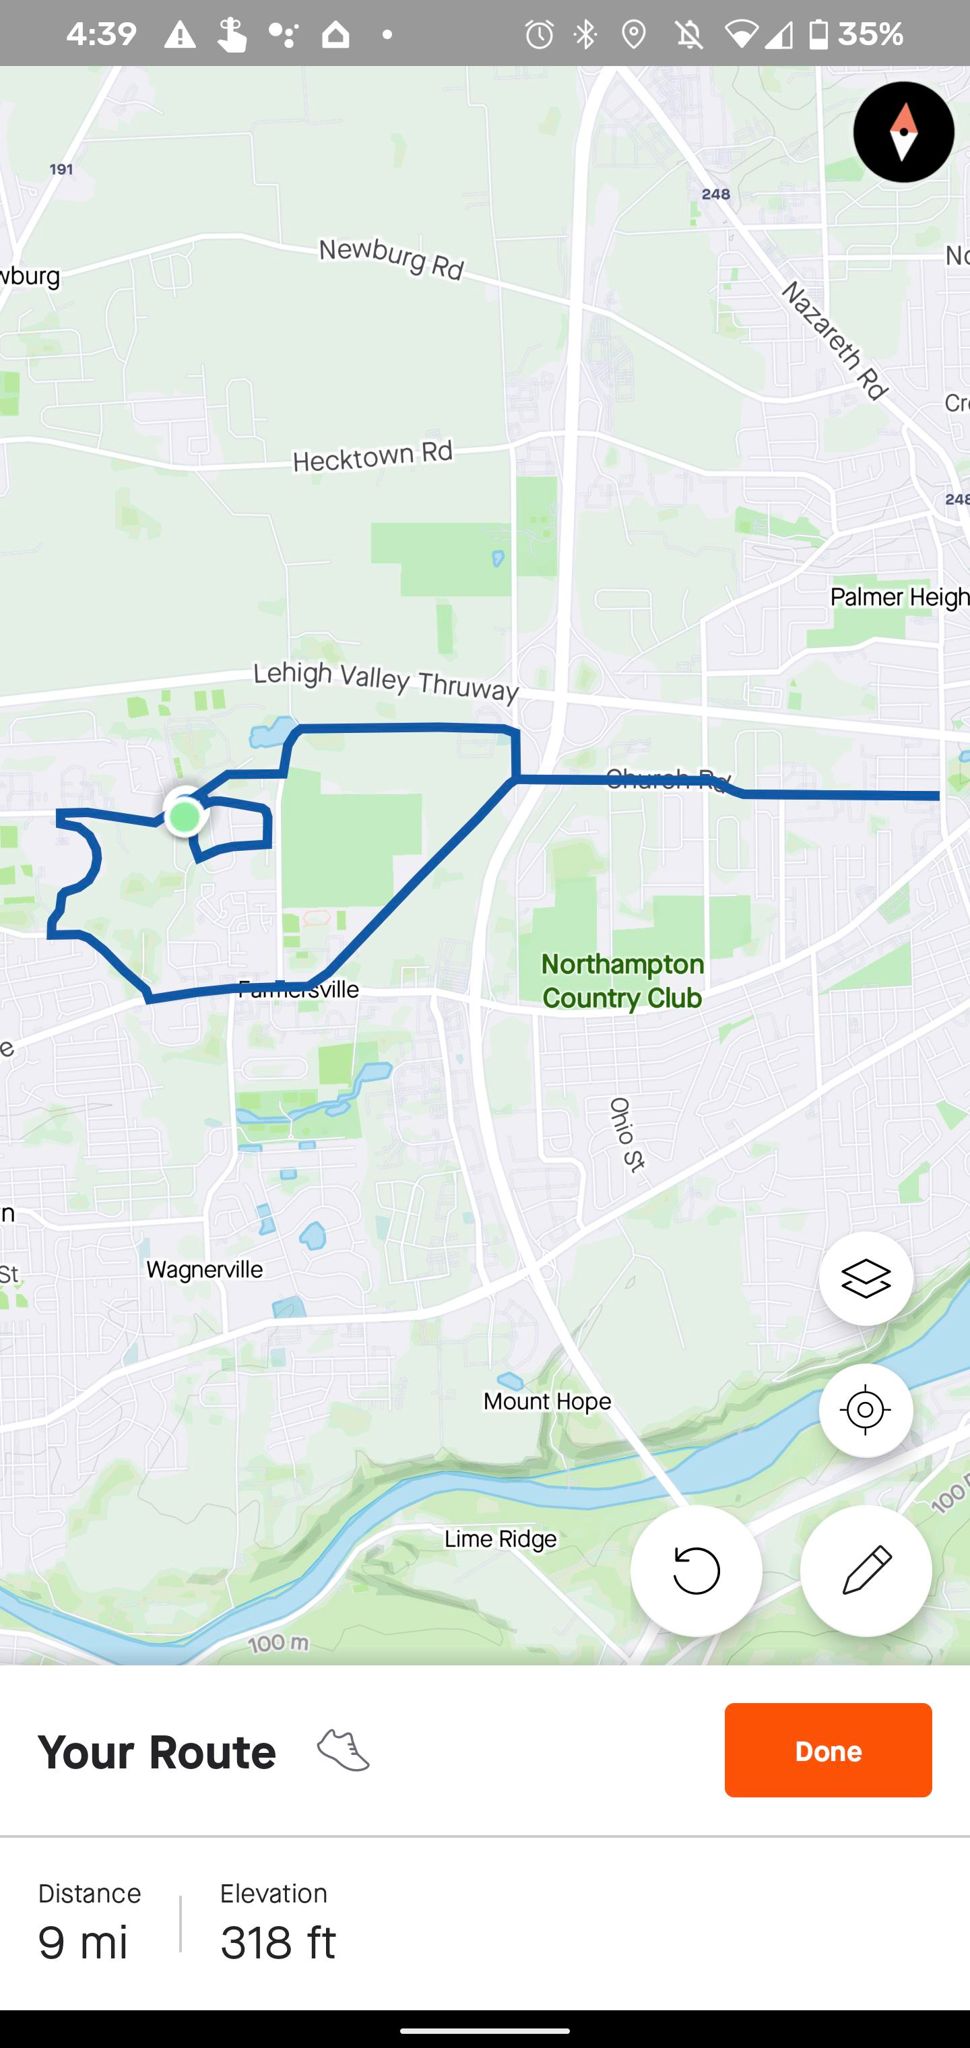 4:39
35%
191
248
Newburg Rd
wburg
Nazareth Rd
Hecktown Rd
248
Palmer Heigh
Lehigh Valley Thruway
Church Rd
Northampton
Country Club
Farmersville
e
Ohio St
n
St
Wagnerville
Mount Hope
Lime Ridge
100 m
100
Your Route
Done
Distance
Elevation
9 mi
318 ft